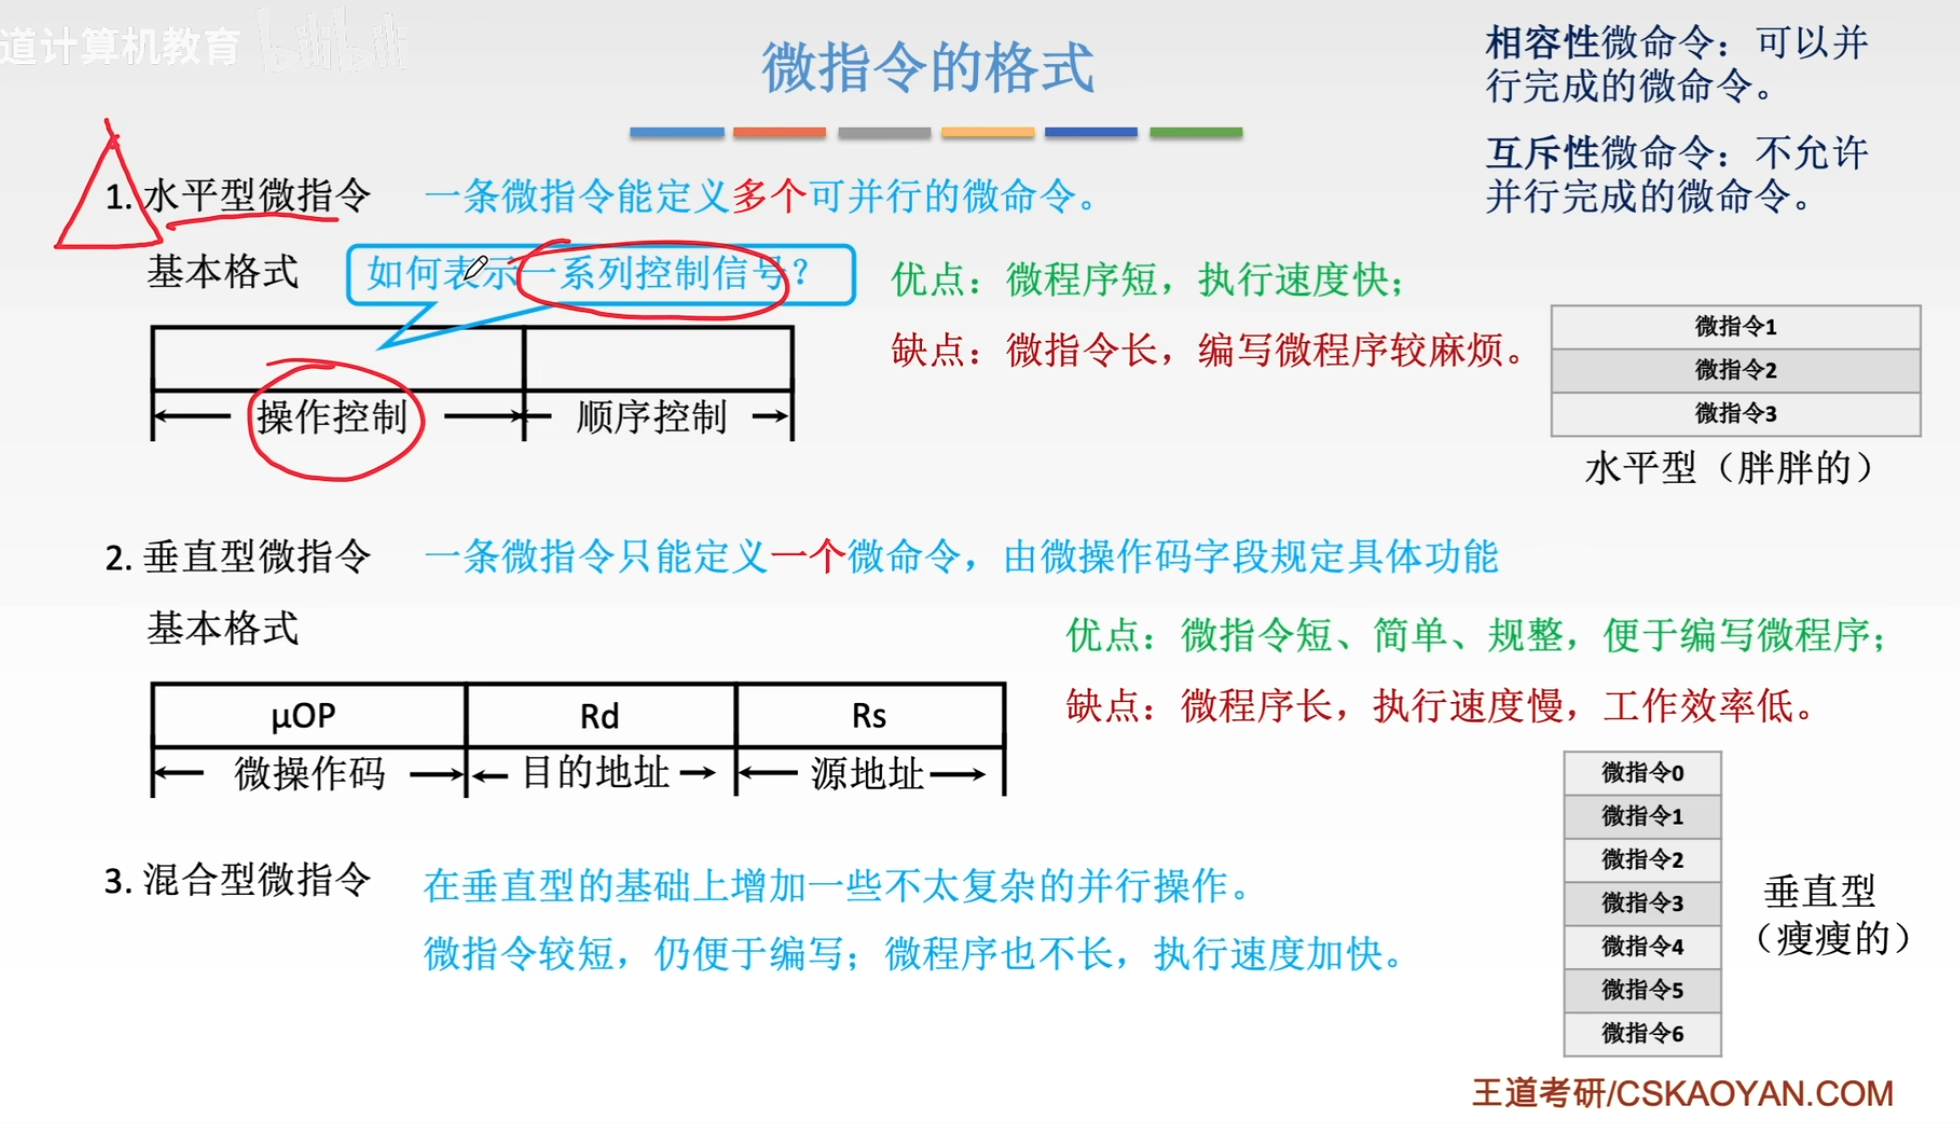 道计算机教育 bilibili
微指令的格式
相容性微命令：可以并
行完成的微命令。
互斥性微命令：不允许
并行完成的微命令。
1. 水平型微指令 一条微指令能定义多个可并行的微命令。
基本格式 如何表示一系列控制信号？
优点：微程序短，执行速度快；
缺点：微指令长，编写微程序较麻烦。
操作控制 顺序控制
微指令1
微指令2
微指令3
水平型（胖胖的）
2. 垂直型微指令 一条微指令只能定义一个微命令，由微操作码字段规定具体功能
基本格式
优点：微指令短、简单、规整，便于编写微程序；
缺点：微程序长，执行速度慢，工作效率低。
μOP Rd Rs
微操作码 目的地址 源地址
微指令0
微指令1
微指令2
微指令3
微指令4
微指令5
微指令6
垂直型
（瘦瘦的）
3. 混合型微指令 在垂直型的基础上增加一些不太复杂的并行操作。
微指令较短，仍便于编写；微程序也不长，执行速度加快。
王道考研/CSKAOYAN.COM